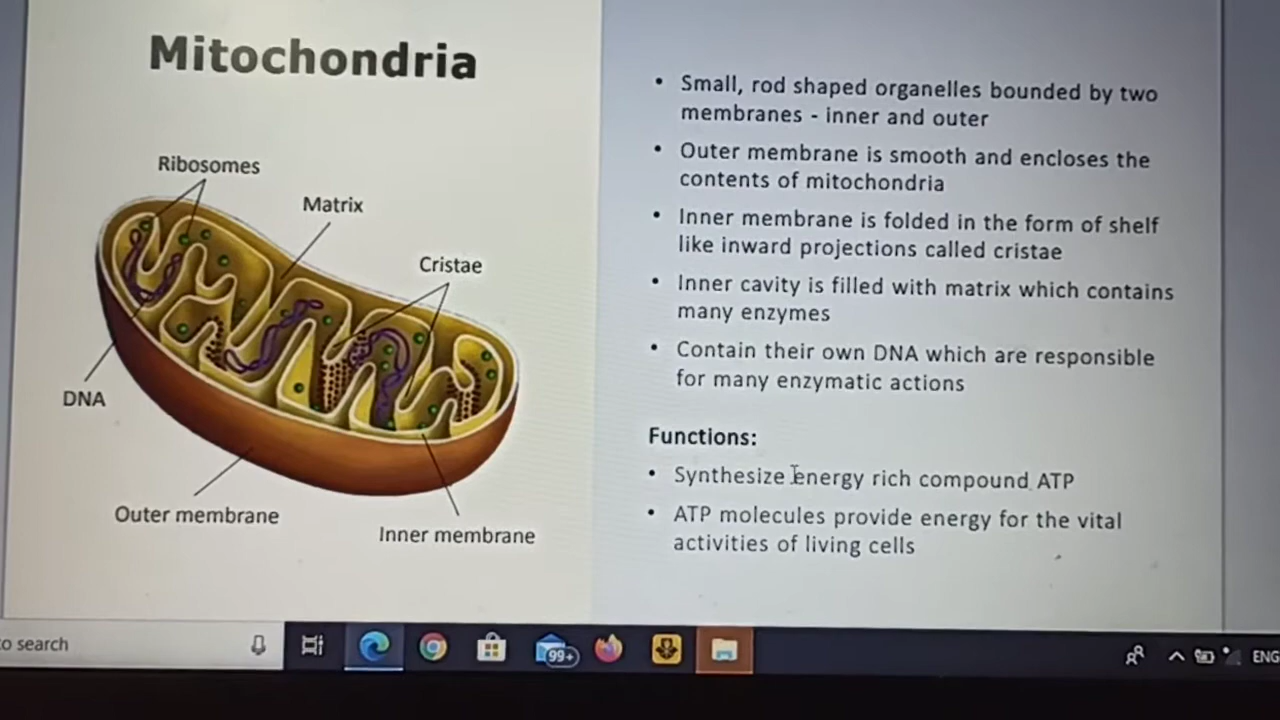 Mitochondria
Ribosomes
Matrix
Cristae
DNA
Outer membrane
Inner membrane
• Small, rod shaped organelles bounded by two
membranes - inner and outer
• Outer membrane is smooth and encloses the
contents of mitochondria
• Inner membrane is folded in the form of shelf
like inward projections called cristae
• Inner cavity is filled with matrix which contains
many enzymes
• Contain their own DNA which are responsible
for many enzymatic actions
Functions:
• Synthesize energy rich compound ATP
• ATP molecules provide energy for the vital
activities of living cells
to search
99+
ENG